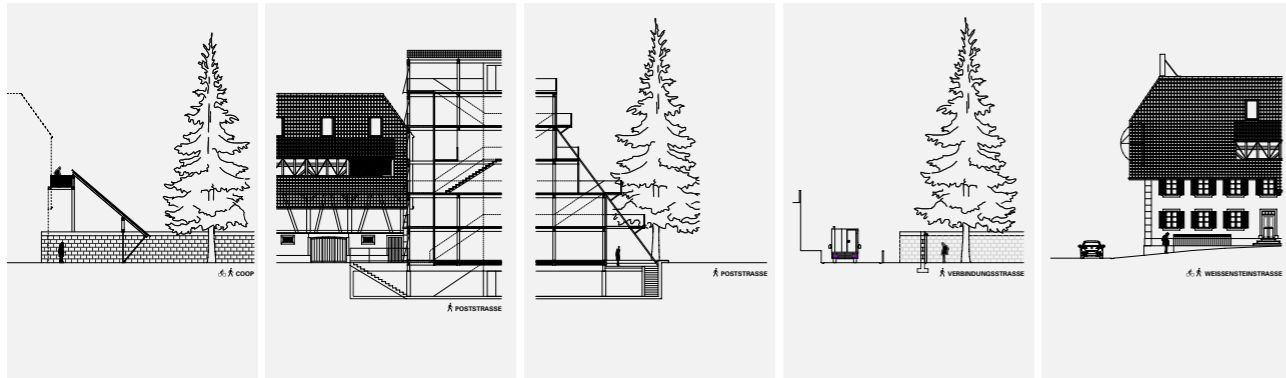 COOP
POSTSTRASSE
POSTSTRASSE
VERBINDUNGSSTRASSE
WEISSENSTEINSTRASSE